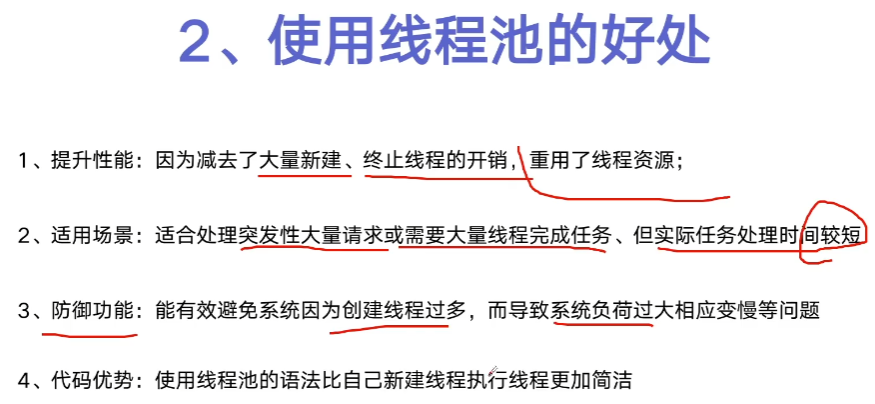 2、使用线程池的好处
1、提升性能：因为减去了大量新建、终止线程的开销，重用了线程资源；
2、适用场景：适合处理突发性大量请求或需要大量线程完成任务、但实际任务处理时间较短
3、防御功能：能有效避免系统因为创建线程过多，而导致系统负荷过大相应变慢等问题
4、代码优势：使用线程池的语法比自己新建线程执行线程更加简洁